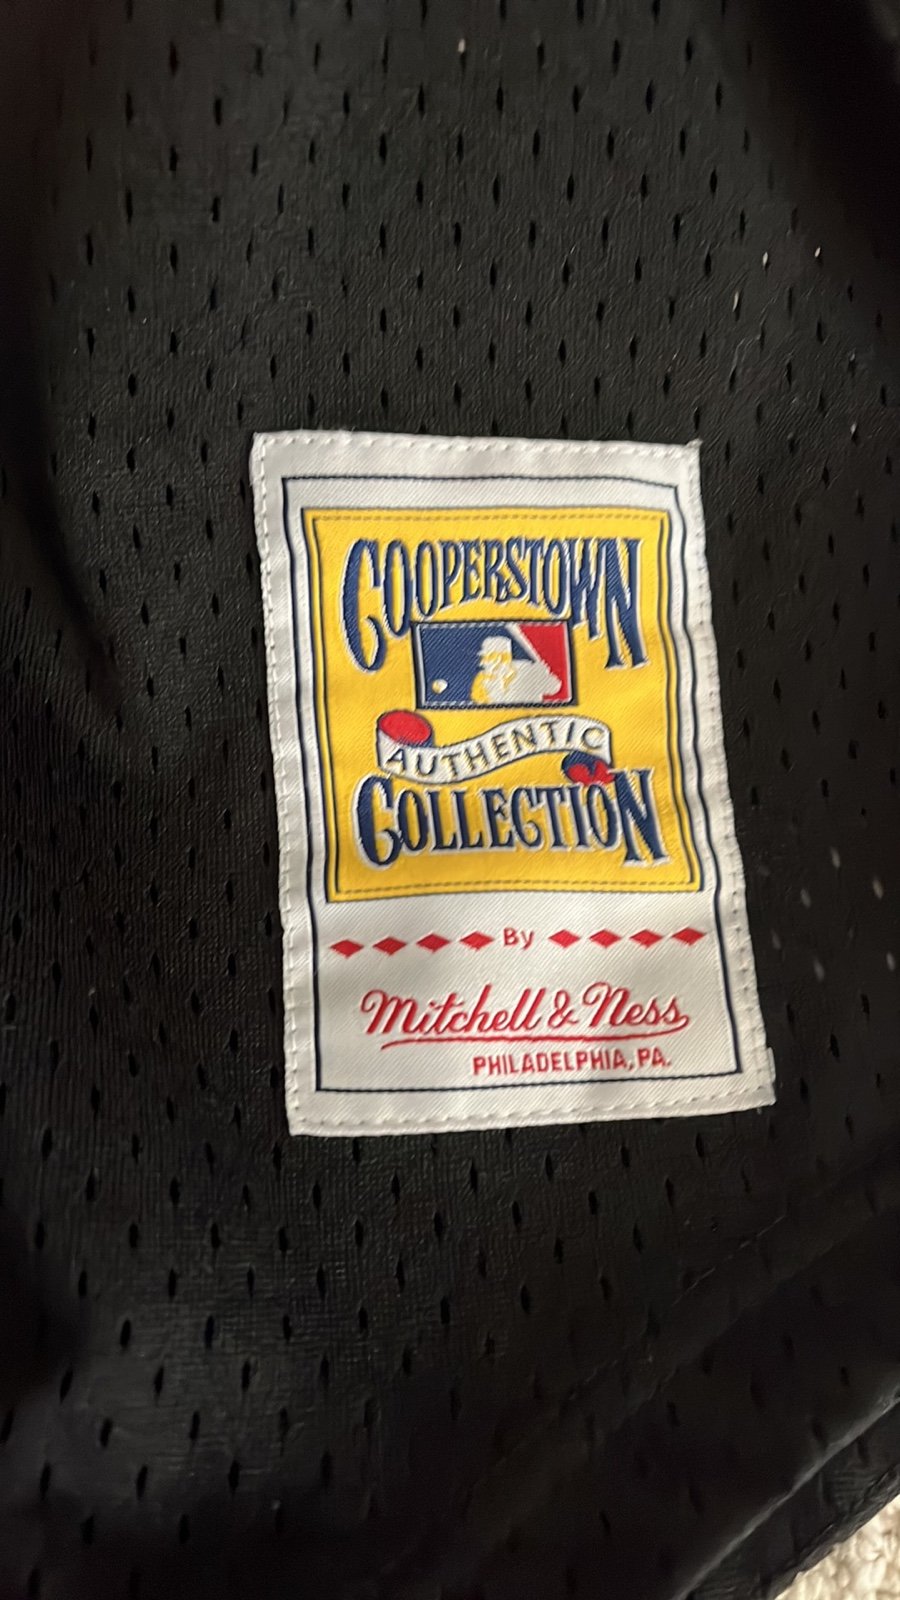 COOPERSTOWN
AUTHENTIC
COLLECTION
By
Mitchell & Ness
PHILADELPHIA, PA.